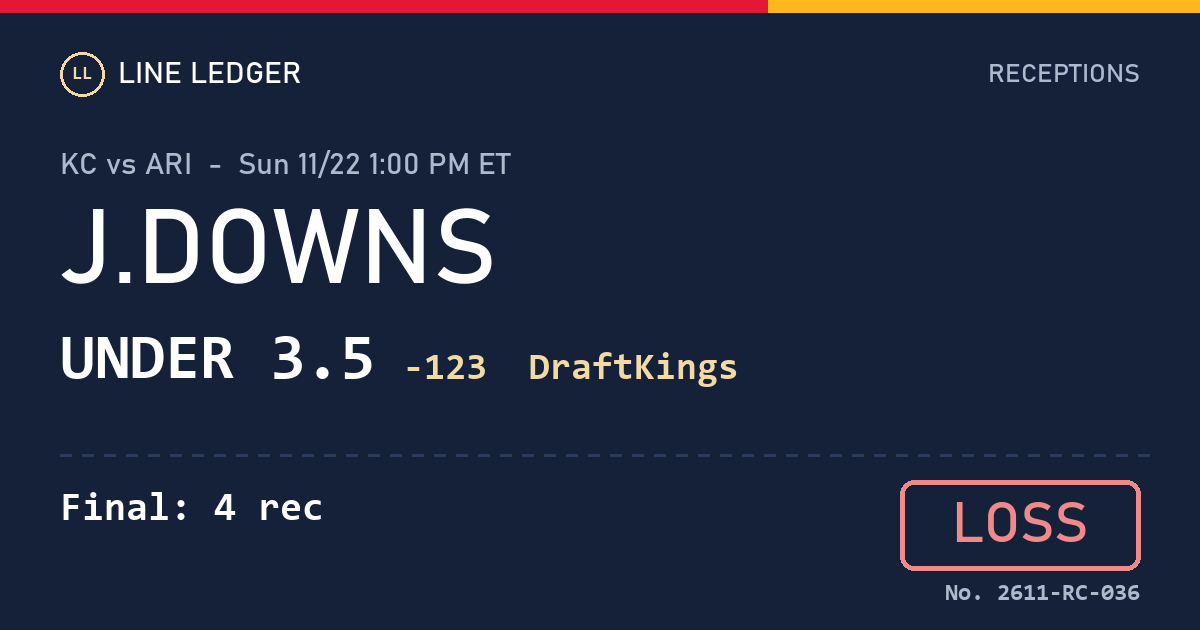 LL LINE LEDGER
RECEPTIONS
KC vs ARI - Sun 11/22 1:00 PM ET
J.DOWNS
UNDER 3.5 -123 DraftKings
Final: 4 rec
LOSS
No. 2611-RC-036